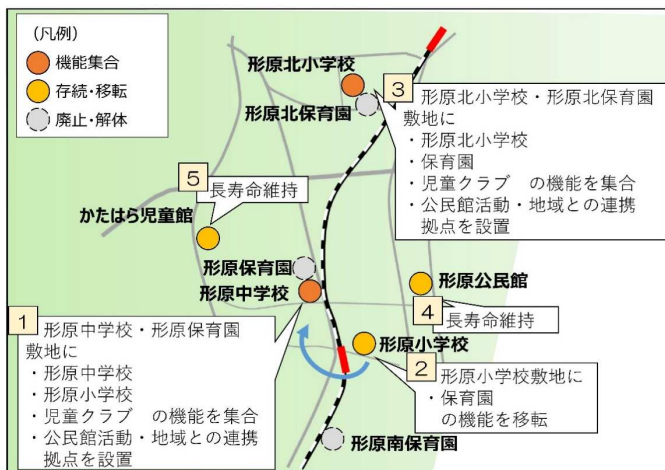 （凡例）
機能集合
存続・移転
廃止・解体
形原北小学校
形原北保育園
3
形原北小学校・形原北保育園
敷地に
・形原北小学校
・保育園
・児童クラブ　の機能を集合
・公民館活動・地域との連携
拠点を設置
5
長寿命維持
かたはら児童館
形原保育園
形原中学校
形原公民館
4
長寿命維持
1
形原中学校・形原保育園
敷地に
・形原中学校
・形原小学校
・児童クラブ　の機能を集合
・公民館活動・地域との連携
拠点を設置
形原小学校
2
形原小学校敷地に
・保育園
の機能を移転
形原南保育園